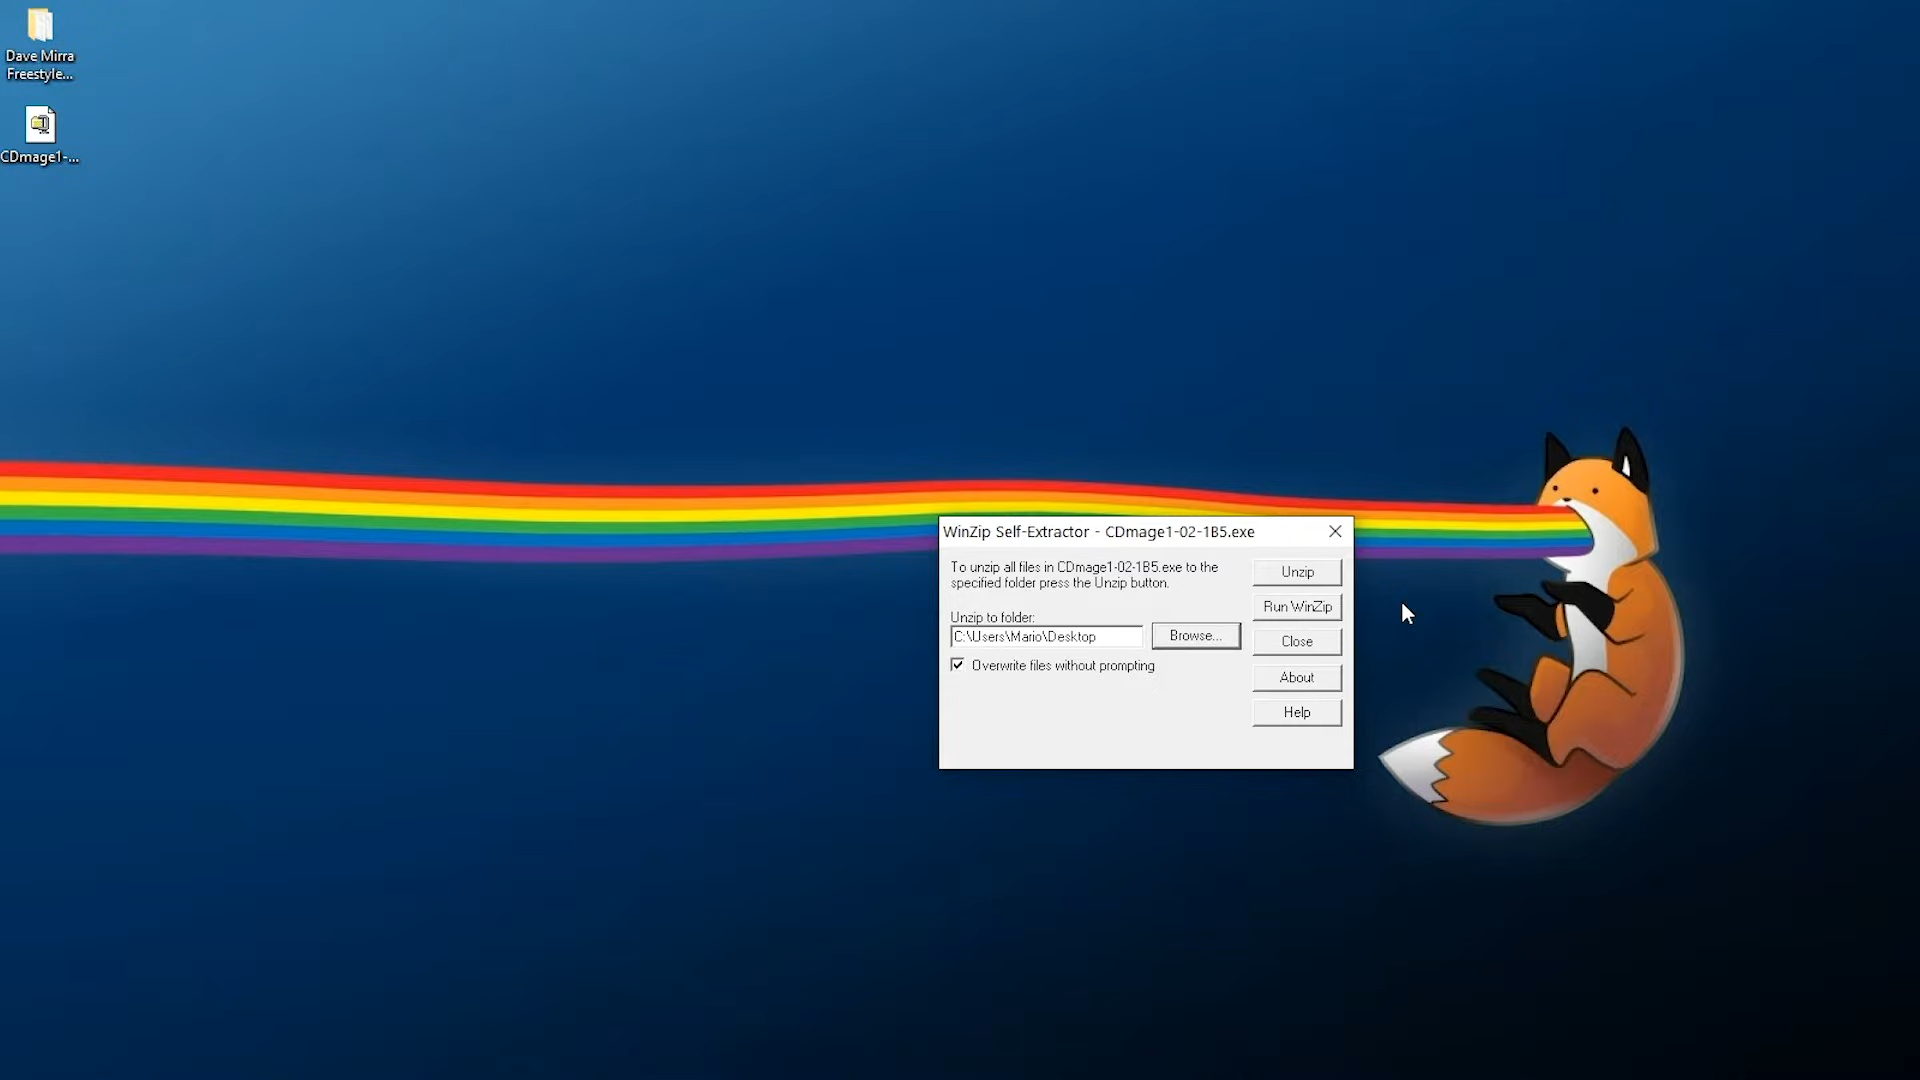 Dave Mirra
Freestyle...
CDmage1-...
WinZip Self-Extractor - CDmage1-02-1B5.exe
To unzip all files in CDmage1-02-1B5.exe to the
specified folder press the Unzip button.
Unzip to folder:
C:\Users\Mario\Desktop
Browse...
Overwrite files without prompting
Unzip
Run WinZip
Close
About
Help